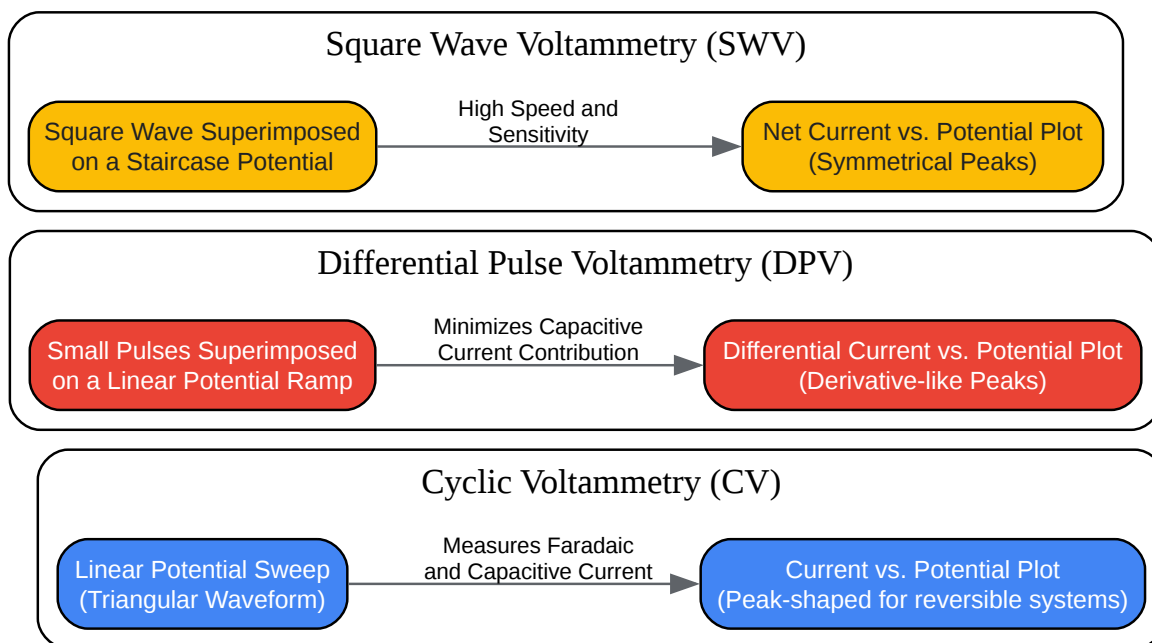 Square Wave Voltammetry (SWV)
Square Wave Superimposed
on a Staircase Potential
High Speed and
Sensitivity
Net Current vs. Potential Plot
(Symmetrical Peaks)
Differential Pulse Voltammetry (DPV)
Small Pulses Superimposed
on a Linear Potential Ramp
Minimizes Capacitive
Current Contribution
Differential Current vs. Potential Plot
(Derivative-like Peaks)
Cyclic Voltammetry (CV)
Linear Potential Sweep
(Triangular Waveform)
Measures Faradaic
and Capacitive Current
Current vs. Potential Plot
(Peak-shaped for reversible systems)